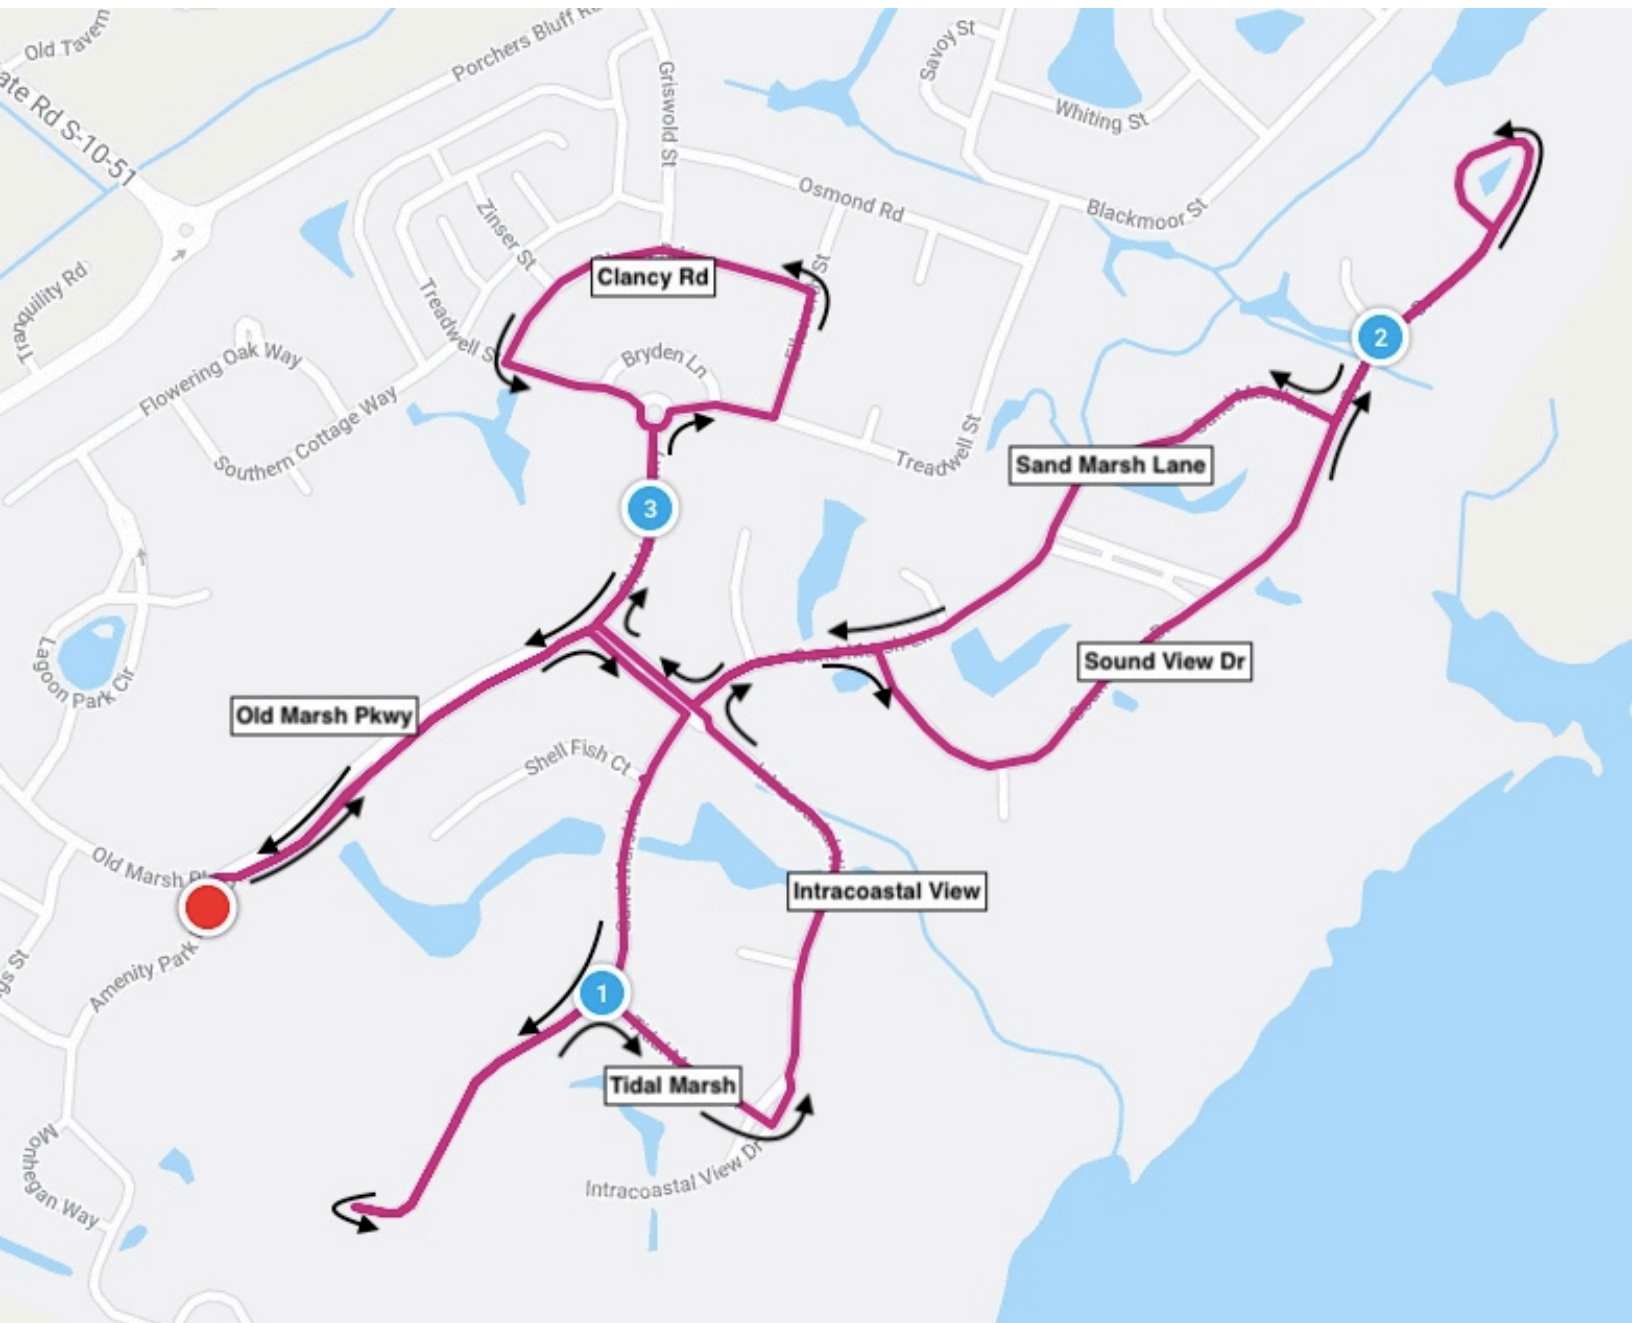 Old Tavern
Porchers Bluff
ate Rd S-10-51
Griswold St
Savoy St
Whiting St
Osmond Rd
Blackmoor St
Zinser St
Tranquility Rd
Clancy Rd
Treadwell S
Bryden Ln
Flowering Oak Way
2
Southern Cottage Way
Treadwell St
Sand Marsh Lane
3
Sound View Dr
Lagoon Park Cir
Old Marsh Pkwy
Shell Fish Ct
Old Marsh
Intracoastal View
Amenity Park
gs St
1
Tidal Marsh
Intracoastal View Dr
Monhegan Way